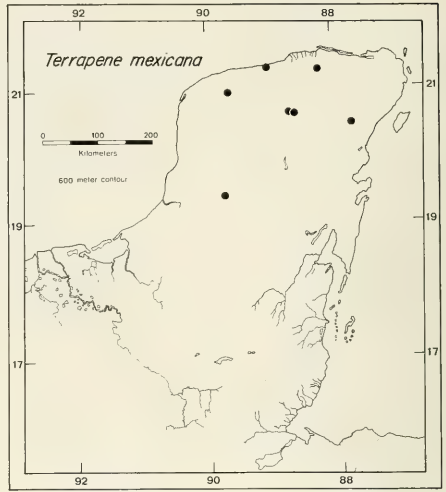 92 90 88
Terrapene mexicana
21 21
0 100 200
Kilometers
600 meter contour
19 19
17 17
92 90 88